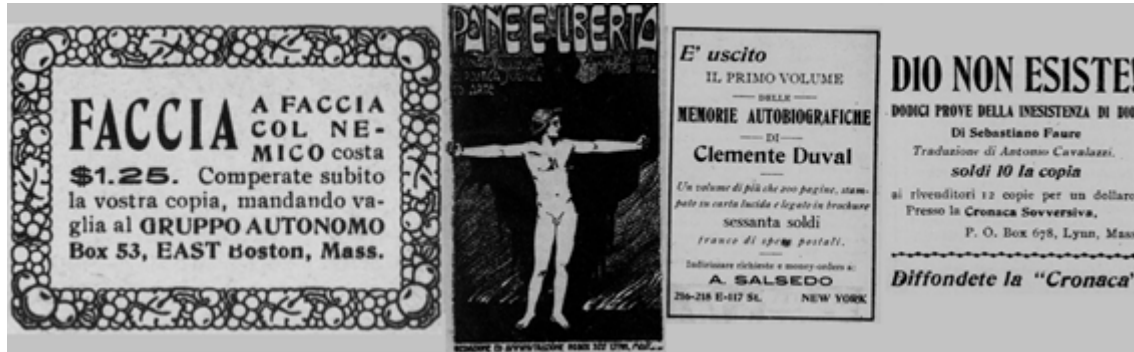 FACCIA A FACCIA
COL NE-
MICO costa
$1.25. Comperate subito
la vostra copia, mandando va-
glia al GRUPPO AUTONOMO
Box 53, EAST Boston, Mass.
PANE E LIBERTA
E' uscito
IL PRIMO VOLUME
DELLE
MEMORIE AUTOBIOGRAFICHE
DI
Clemente Duval
Un volume di più che 200 pagine, stam-
pate su carta lucida e legate in brochure
sessanta soldi
franco di spese postali.
Indirizzare richieste e money-orders a:
A. SALSEDO
216-218 E-117 St. NEW YORK
DIO NON ESISTE!
DODICI PROVE DELLA INESISTENZA DI DIO
Di Sebastiano Faure
Traduzione di Antonio Cavalazzi.
soldi 10 la copia
ai rivenditori 12 copie per un dollaro
Presso la Cronaca Sovversiva,
P. O. Box 678, Lynn, Mass
Diffondete la "Cronaca"